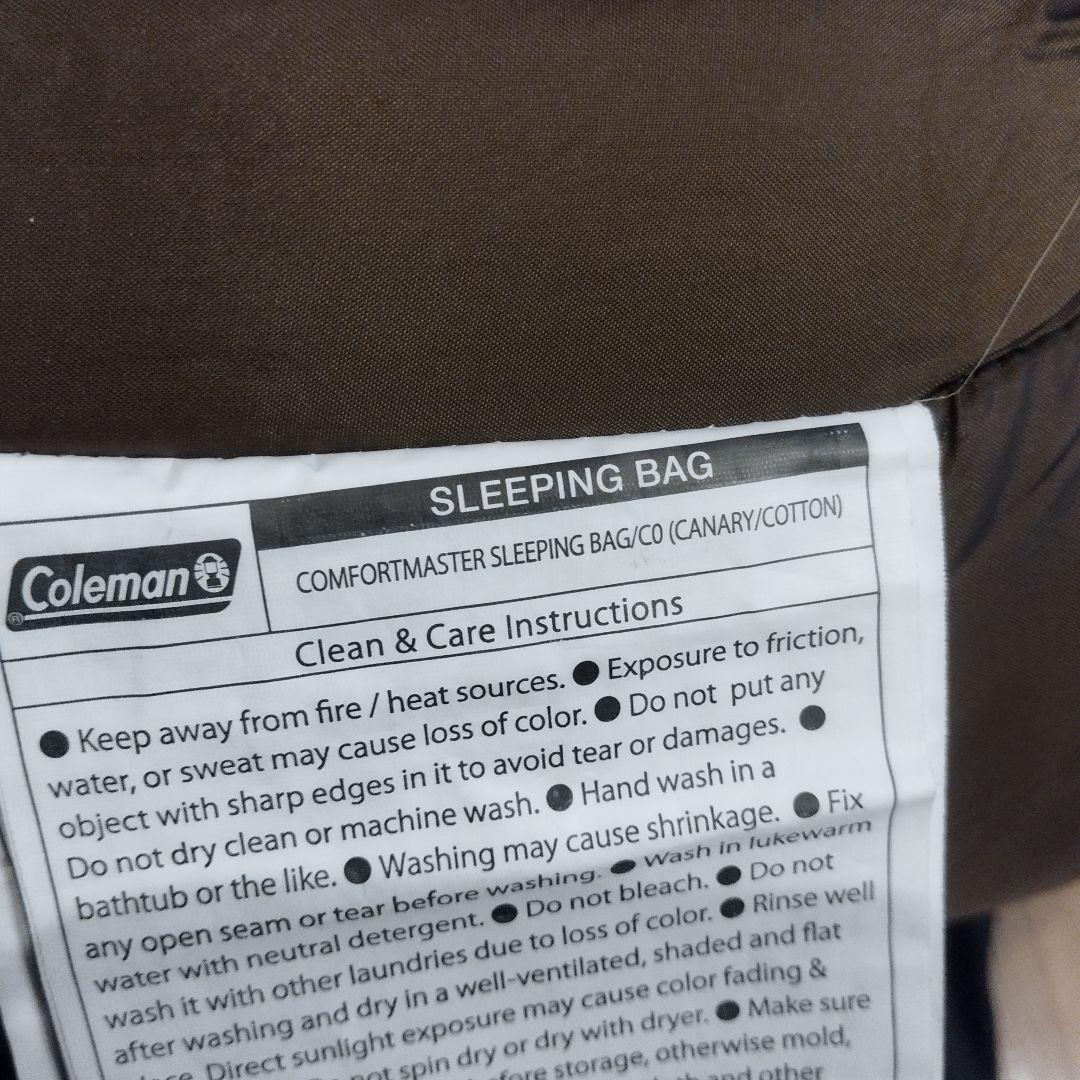 SLEEPING BAG
Coleman
®
COMFORTMASTER SLEEPING BAG/C0 (CANARY/COTTON)
Clean & Care Instructions
● Keep away from fire / heat sources. ● Exposure to friction,
water, or sweat may cause loss of color. ● Do not put any
object with sharp edges in it to avoid tear or damages. ●
Do not dry clean or machine wash. ● Hand wash in a
bathtub or the like. ● Washing may cause shrinkage. ● Fix
any open seam or tear before washing. ● Wash in lukewarm
water with neutral detergent. ● Do not bleach. ● Do not
wash it with other laundries due to loss of color. ● Rinse well
after washing and dry in a well-ventilated, shaded and flat
Direct sunlight exposure may cause color fading &
not spin dry or dry with dryer. ● Make sure
before storage, otherwise mold,
and other